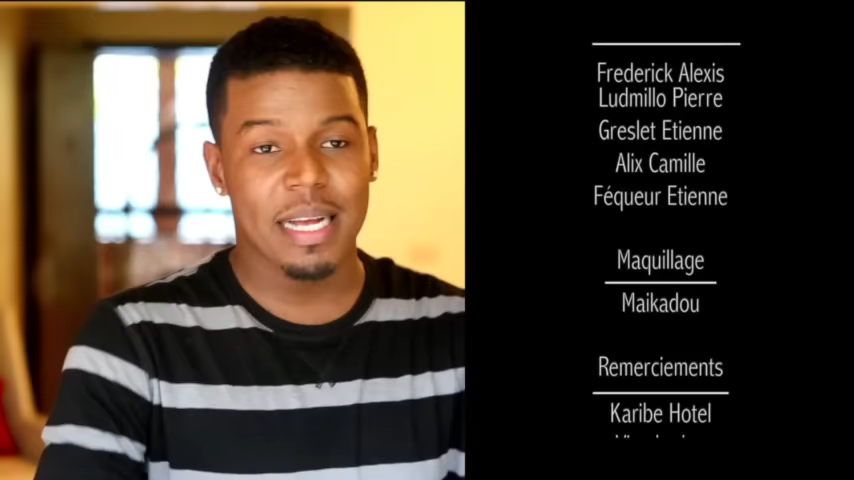 Frederick Alexis
Ludmillo Pierre
Greslet Etienne
Alix Camille
Féqueur Etienne
Maquillage
Maikadou
Remerciements
Karibe Hotel